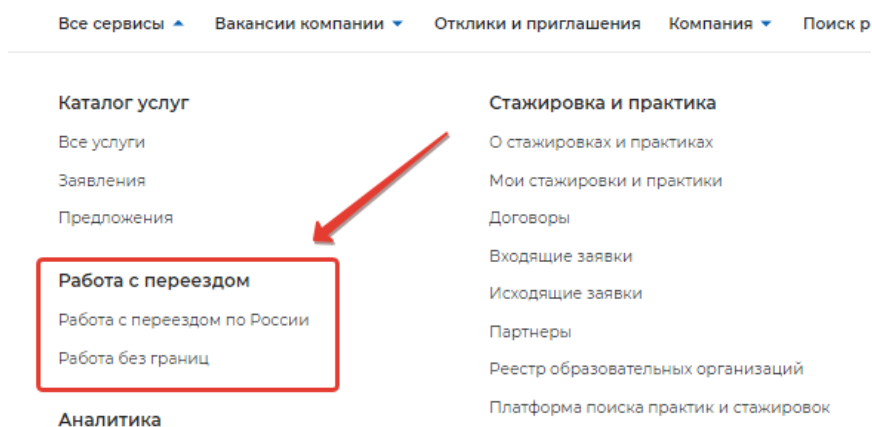 Все сервисы Вакансии компании Отклики и приглашения Компания Поиск р
Каталог услуг
Все услуги
Заявления
Предложения
Работа с переездом
Работа с переездом по России
Работа без границ
Аналитика
Стажировка и практика
О стажировках и практиках
Мои стажировки и практики
Договоры
Входящие заявки
Исходящие заявки
Партнеры
Реестр образовательных организаций
Платформа поиска практик и стажировок